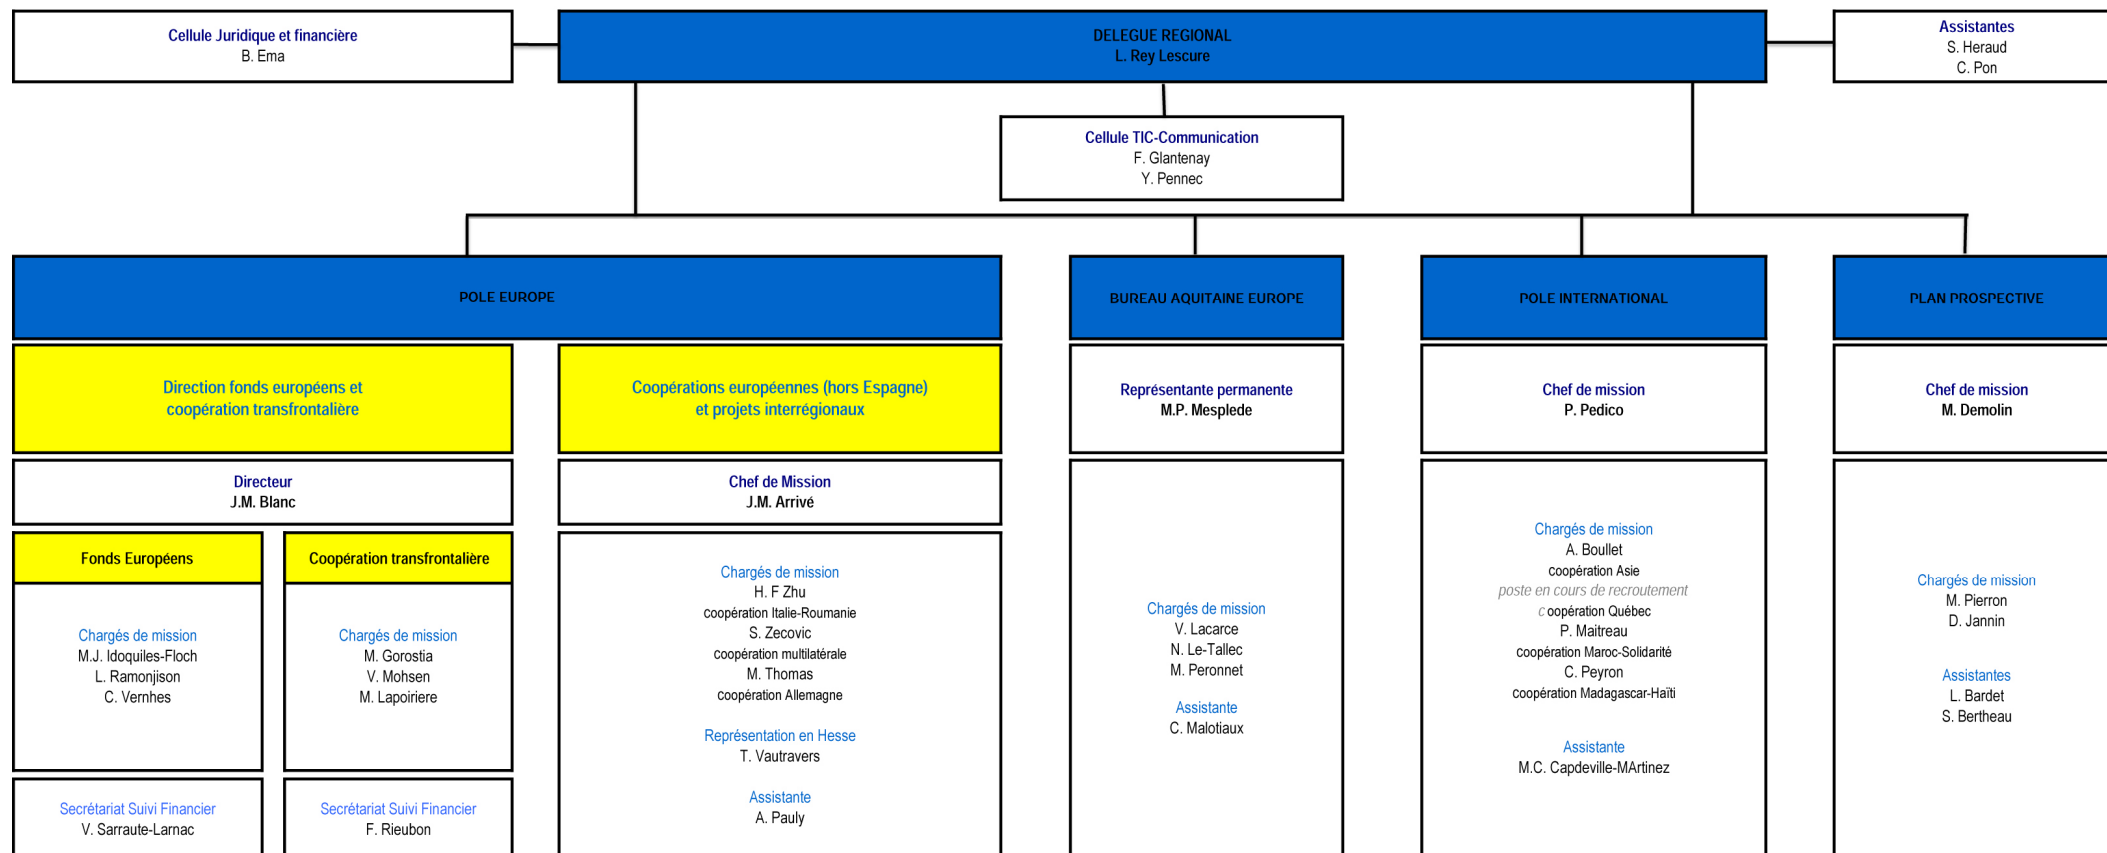 Cellule Juridique et financière
B. Ema
DELEGUE REGIONAL
L. Rey Lescure
Assistantes
S. Heraud
C. Pon
Cellule TIC-Communication
F. Glantenay
Y. Pennec
POLE EUROPE
BUREAU AQUITAINE EUROPE
POLE INTERNATIONAL
PLAN PROSPECTIVE
Direction fonds européens et
coopération transfrontalière
Coopérations européennes (hors Espagne)
et projets interrégionaux
Représentante permanente
M.P. Mesplede
Chef de mission
P. Pedico
Chef de mission
M. Demolin
Directeur
J.M. Blanc
Chef de Mission
J.M. Arrivé
Fonds Européens
Chargés de mission
M.J. Idoquiles-Floch
L. Ramonjison
C. Vernhes
Secrétariat Suivi Financier
V. Sarraute-Larnac
Coopération transfrontalière
Chargés de mission
M. Gorostia
V. Mohsen
M. Lapoiriere
Secrétariat Suivi Financier
F. Rieubon
Chargés de mission
H. F Zhu
coopération Italie-Roumanie
S. Zecovic
coopération multilatérale
M. Thomas
coopération Allemagne
Représentation en Hesse
T. Vautravers
Assistante
A. Pauly
Chargés de mission
V. Lacarce
N. Le-Tallec
M. Peronnet
Assistante
C. Malotiaux
Chargés de mission
A. Boullet
coopération Asie
poste en cours de recroutement
c oopération Québec
P. Maitreau
coopération Maroc-Solidarité
C. Peyron
coopération Madagascar-Haïti
Assistante
M.C. Capdeville-MArtinez
Chargés de mission
M. Pierron
D. Jannin
Assistantes
L. Bardet
S. Bertheau